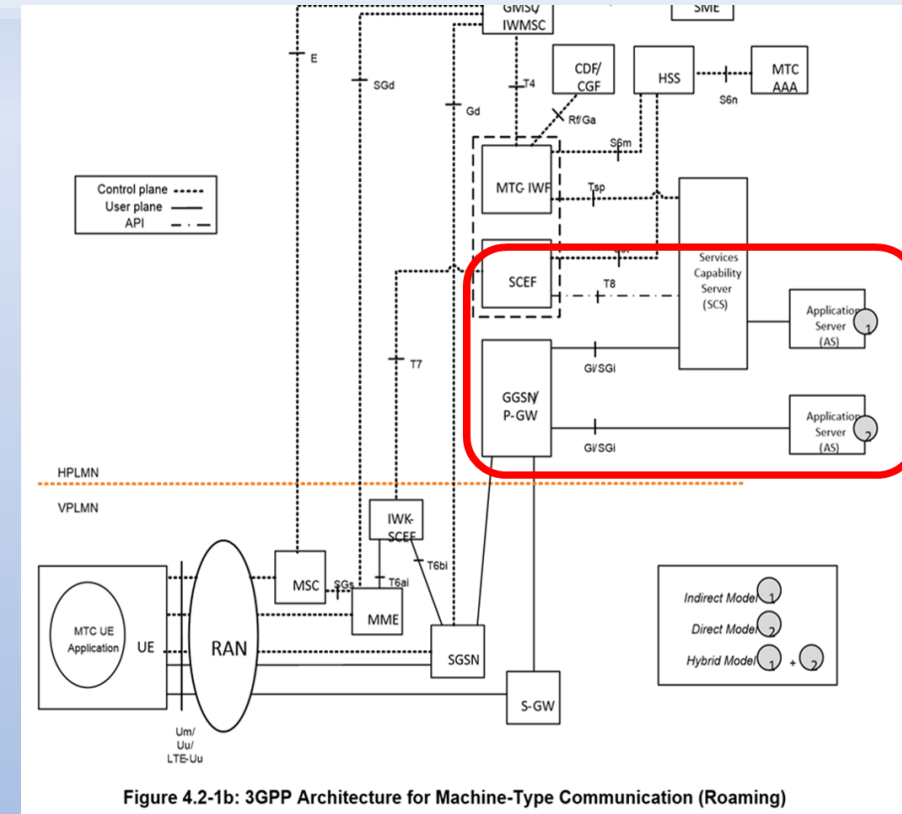 GMSC/
IWMSC
SME
E
SGd
Gd
T4
CDF/
CGF
HSS
MTC
AAA
S6n
Rf/Ga
S6m
Control plane
User plane
API
MTC- IWF
Tsp
Services
Capability
Server
(SCS)
SCEF
T8
Application
Server
(AS)
1
T7
Gi/SGi
GGSN/
P-GW
Application
Server
(AS)
2
Gi/SGi
HPLMN
VPLMN
IWK-
SCEF
T6bi
MSC
SGs
T6ai
MME
Indirect Model 1
Direct Model 2
Hybrid Model 1 + 2
MTC UE
Application
UE
RAN
SGSN
S-GW
Um/
Uu/
LTE-Uu
Figure 4.2-1b: 3GPP Architecture for Machine-Type Communication (Roaming)